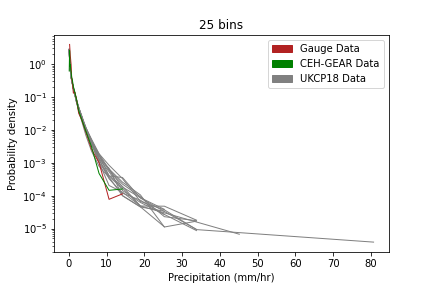 25 bins
Gauge Data
CEH-GEAR Data
UKCP18 Data
Probability density
10⁰
10⁻¹
10⁻²
10⁻³
10⁻⁴
10⁻⁵
0 10 20 30 40 50 60 70 80
Precipitation (mm/hr)